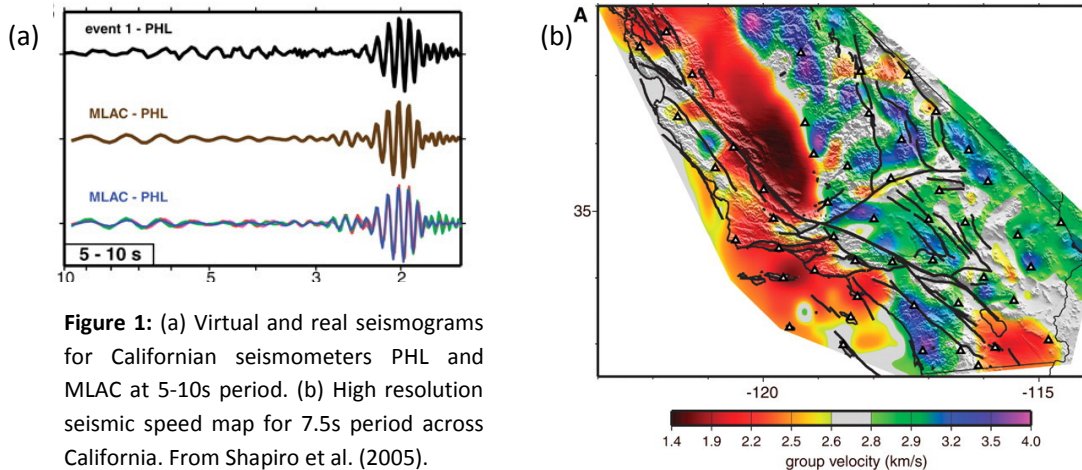 (a)
event 1 - PHL
MLAC - PHL
MLAC - PHL
5 - 10 s
10 5 3 2
Figure 1: (a) Virtual and real seismograms
for Californian seismometers PHL and
MLAC at 5-10s period. (b) High resolution
seismic speed map for 7.5s period across
California. From Shapiro et al. (2005).
(b)
A
35
-120 -115
1.4 1.9 2.2 2.5 2.6 2.8 2.9 3.2 3.5 4.0
group velocity (km/s)